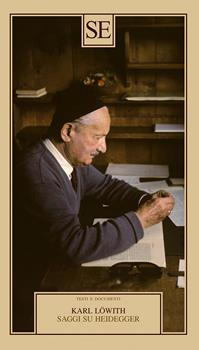 SE
TESTI E DOCUMENTI
KARL LÖWITH
SAGGI SU HEIDEGGER